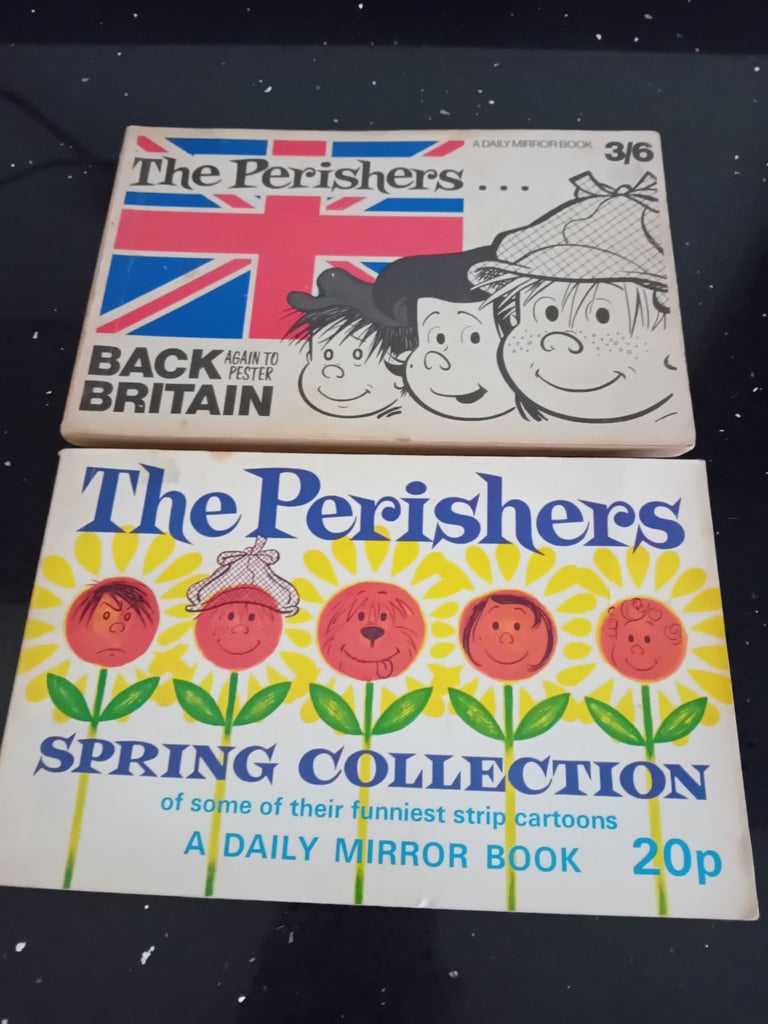 A DAILY MIRROR BOOK 3/6
The Perishers...
BACK AGAIN TO PESTER
BRITAIN
The Perishers
SPRING COLLECTION
of some of their funniest strip cartoons
A DAILY MIRROR BOOK 20p